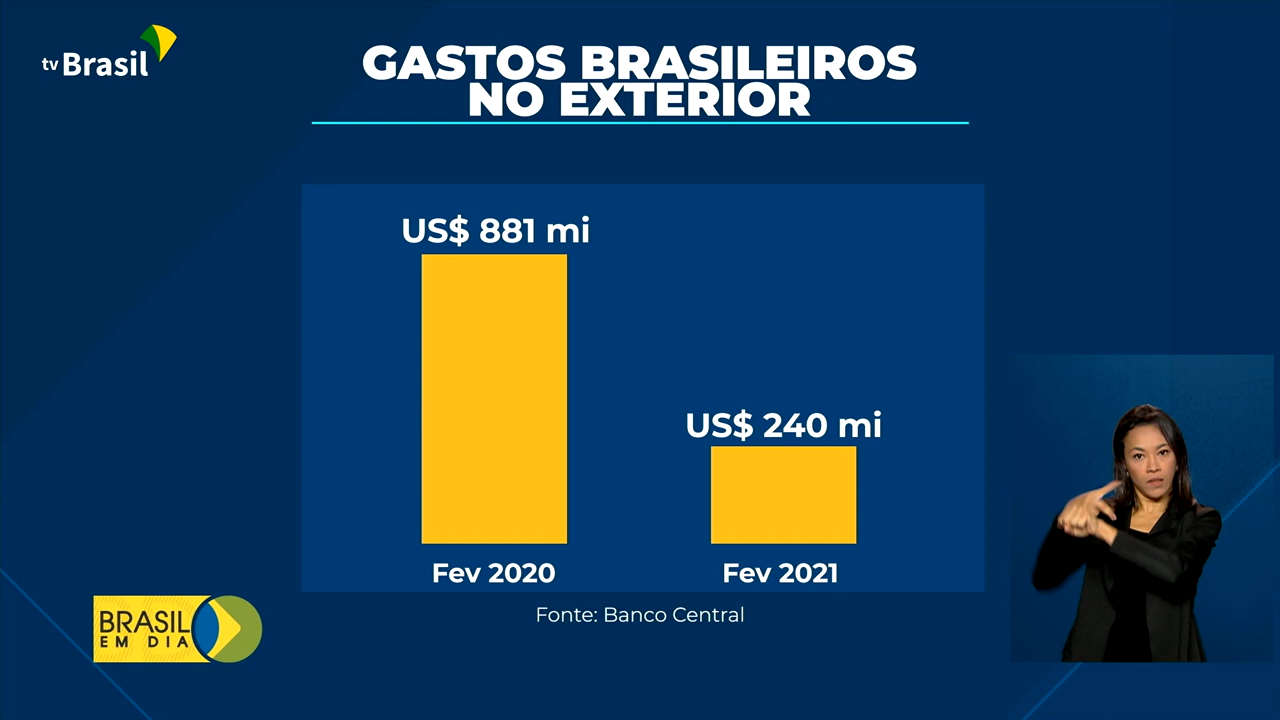 tv Brasil
GASTOS BRASILEIROS
NO EXTERIOR
US$ 881 mi
US$ 240 mi
Fev 2020
Fev 2021
Fonte: Banco Central
BRASIL
EM DIA